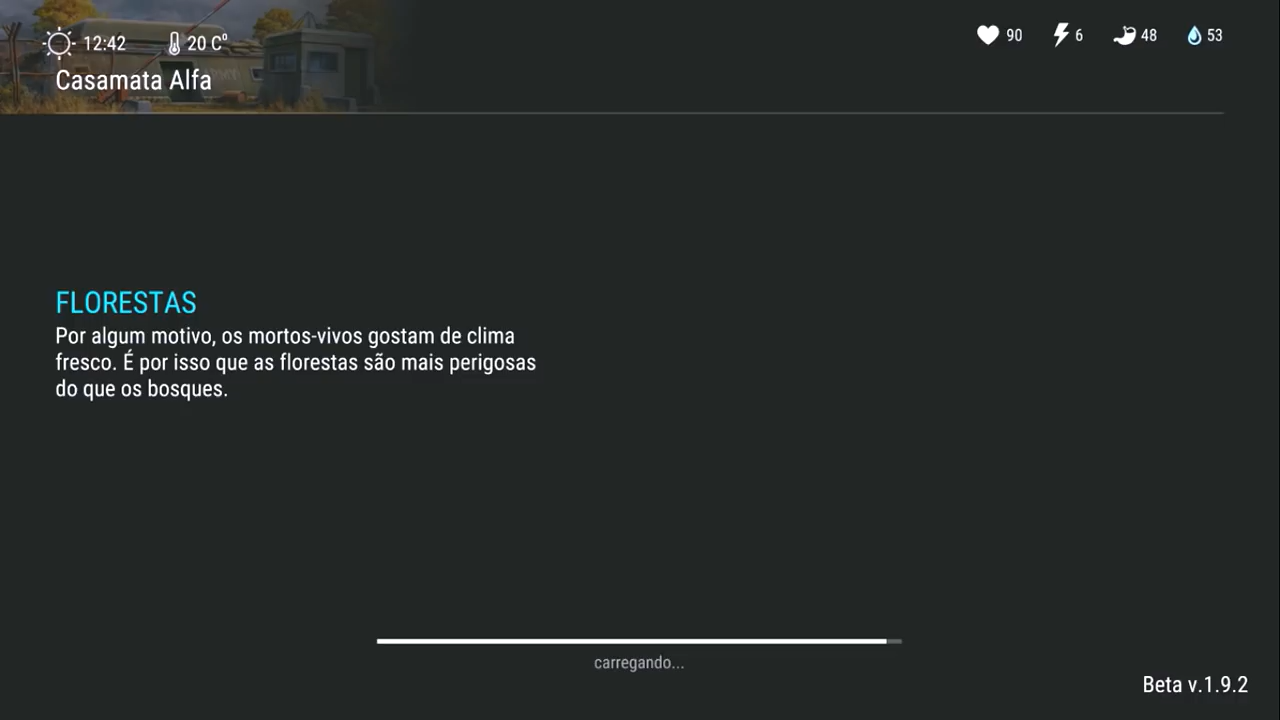 12:42 20 C° 90 6 48 53
Casamata Alfa
FLORESTAS
Por algum motivo, os mortos-vivos gostam de clima
fresco. É por isso que as florestas são mais perigosas
do que os bosques.
carregando...
Beta v.1.9.2